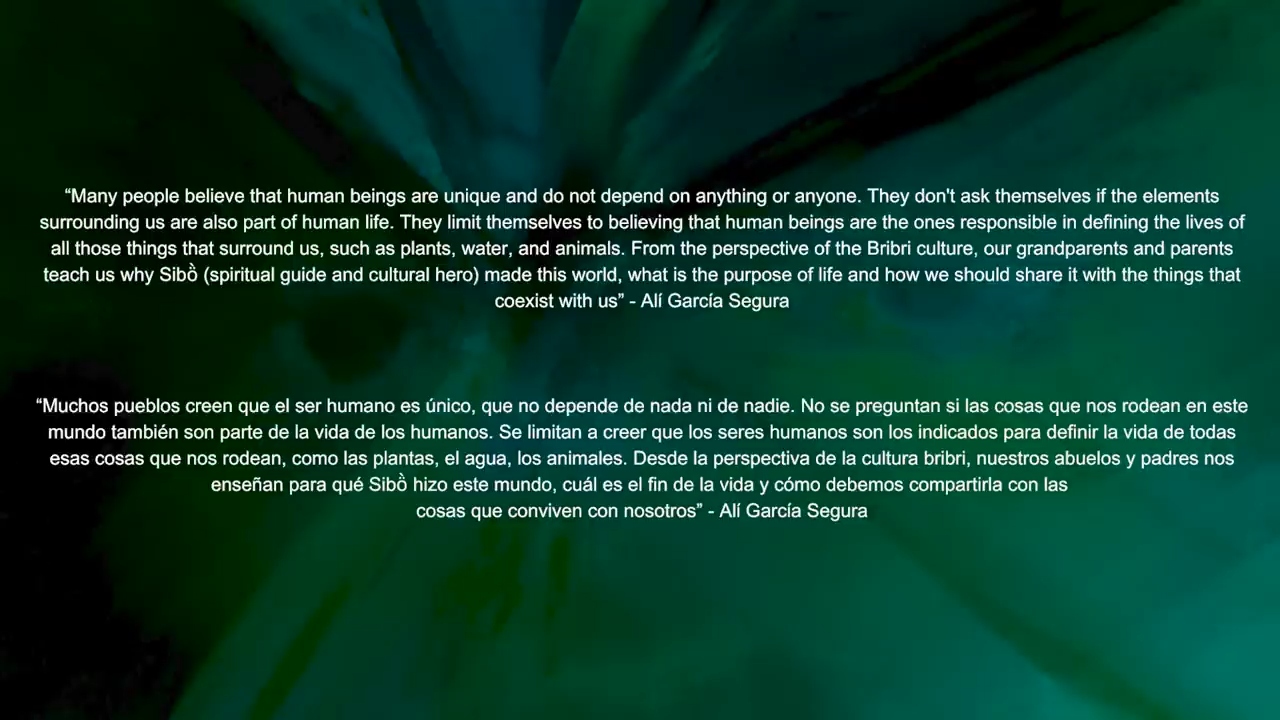 “Many people believe that human beings are unique and do not depend on anything or anyone. They don't ask themselves if the elements
surrounding us are also part of human life. They limit themselves to believing that human beings are the ones responsible in defining the lives of
all those things that surround us, such as plants, water, and animals. From the perspective of the Bribri culture, our grandparents and parents
teach us why Sibὸ (spiritual guide and cultural hero) made this world, what is the purpose of life and how we should share it with the things that
coexist with us” - Alí García Segura
“Muchos pueblos creen que el ser humano es único, que no depende de nada ni de nadie. No se preguntan si las cosas que nos rodean en este
mundo también son parte de la vida de los humanos. Se limitan a creer que los seres humanos son los indicados para definir la vida de todas
esas cosas que nos rodean, como las plantas, el agua, los animales. Desde la perspectiva de la cultura bribri, nuestros abuelos y padres nos
enseñan para qué Sibὸ hizo este mundo, cuál es el fin de la vida y cómo debemos compartirla con las
cosas que conviven con nosotros” - Alí García Segura